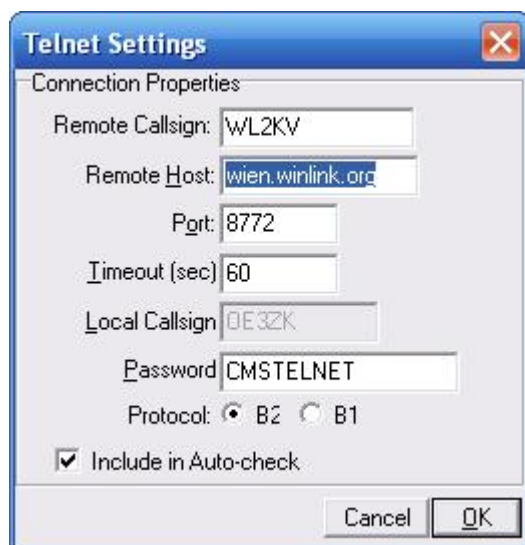 Telnet Settings
Connection Properties
Remote Callsign: WL2KV
Remote Host: wien.winlink.org
Port: 8772
Timeout (sec) 60
Local Callsign OE3ZK
Password CMSTELNET
Protocol: B2 B1
Include in Auto-check
Cancel OK